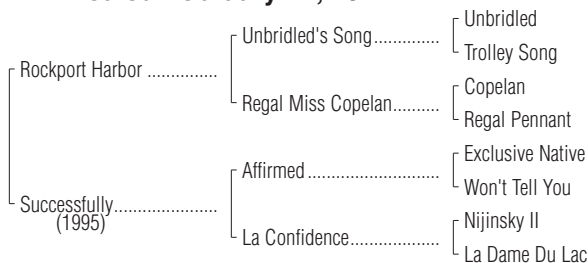 Unbridled
Unbridled's Song..............
Trolley Song
Rockport Harbor ...............
Copelan
Regal Miss Copelan..........
Regal Pennant
Exclusive Native
Affirmed............................
Won't Tell You
Successfully......................
(1995)
Nijinsky II
La Confidence...................
La Dame Du Lac